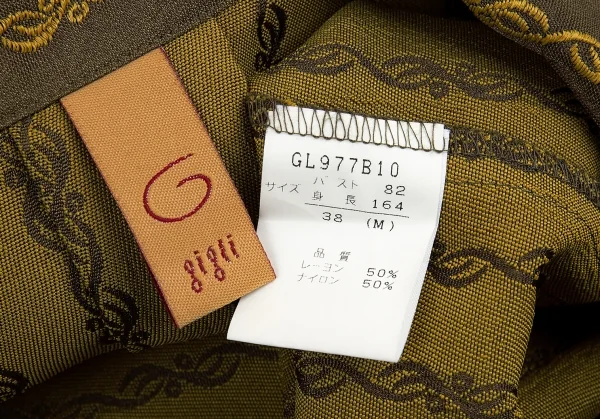 G
gigli
GL977B10
サイズ バスト 82
身長 164
38 (M)
品質
レーヨン 50%
ナイロン 50%